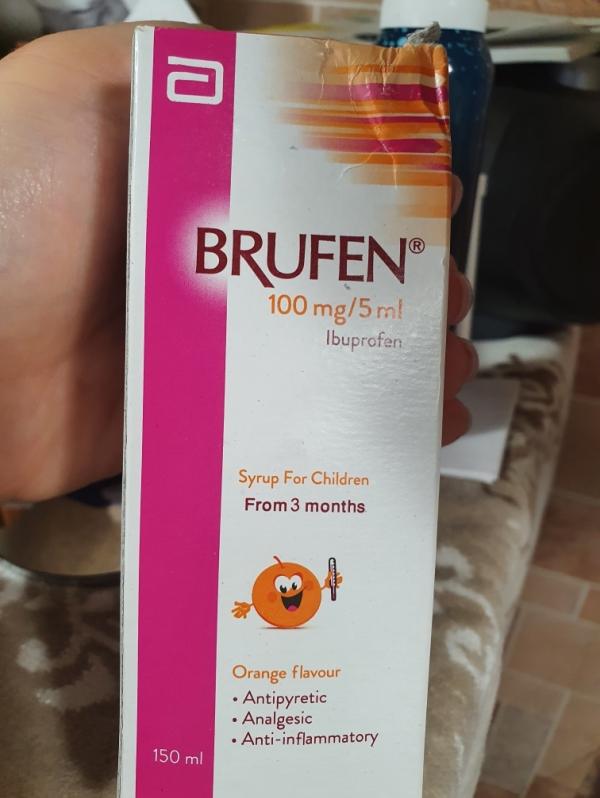 BRUFEN®
100 mg/5 ml
Ibuprofen
Syrup For Children
From 3 months
Orange flavour
• Antipyretic
• Analgesic
• Anti-inflammatory
150 ml